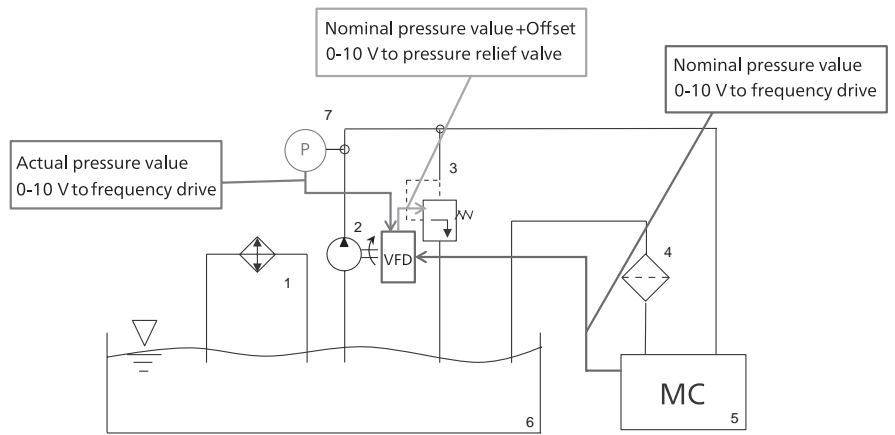 Nominal pressure value+Offset
0-10 V to pressure relief valve
Nominal pressure value
0-10 V to frequency drive
7
P
Actual pressure value
0-10 V to frequency drive
3
2
VFD
1
4
MC
5
6